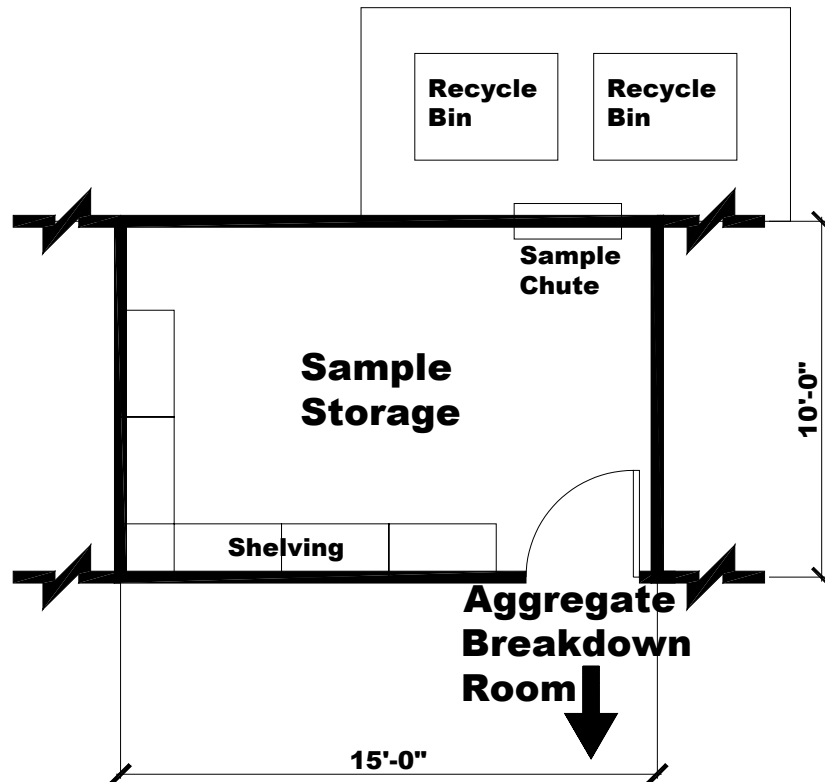 Recycle
Bin
Recycle
Bin
Sample
Chute
Sample
Storage
10'-0"
Shelving
Aggregate
Breakdown
Room
15'-0"